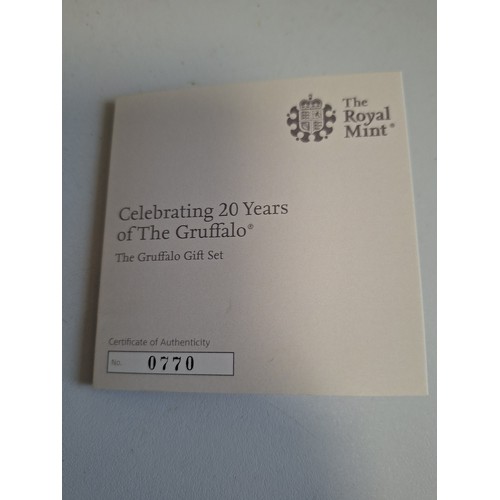 The
Royal
Mint®
Celebrating 20 Years
of The Gruffalo®
The Gruffalo Gift Set
Certificate of Authenticity
No. 0770